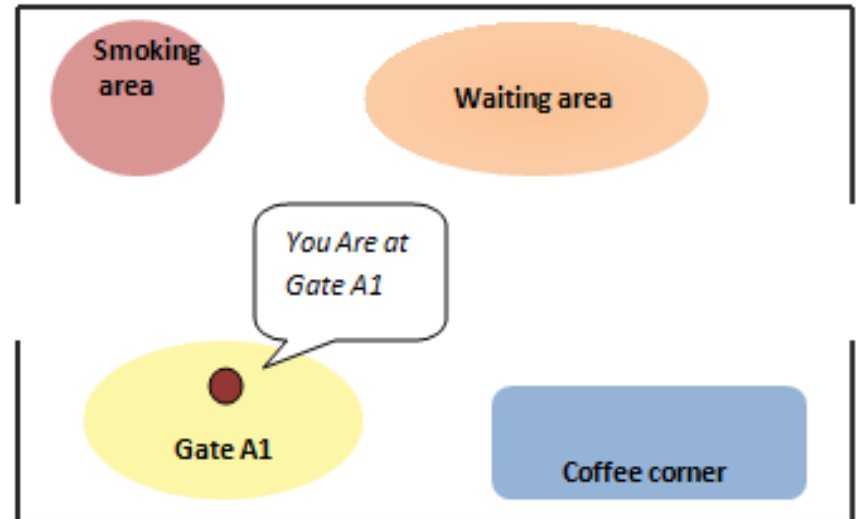 Smoking
area
Waiting area
You Are at
Gate A1
Gate A1
Coffee corner